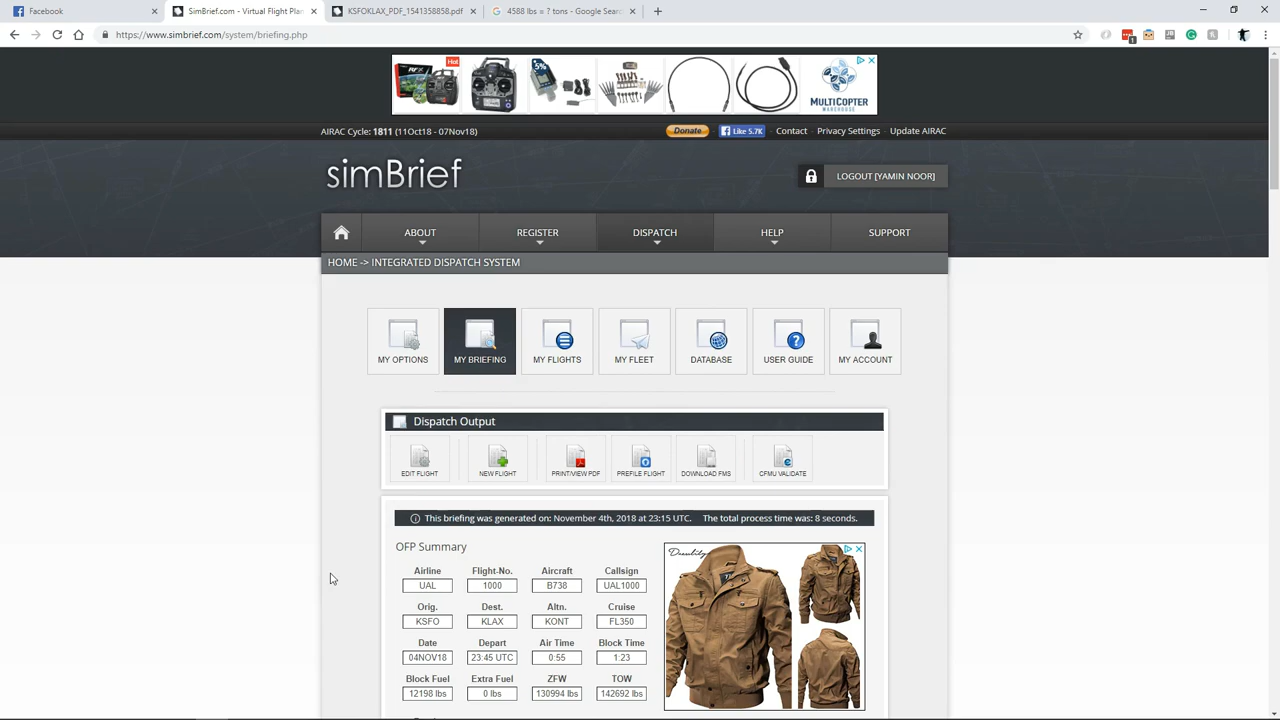 Facebook
SimBrief.com - Virtual Flight Plan
KSFOKLAX_PDF_1541358858.pdf
4588 lbs = ? tons - Google Sear
https://www.simbrief.com/system/briefing.php
1
Hot
5%
MULTICOPTER
WAREHOUSE
AIRAC Cycle: 1811 (11Oct18 - 07Nov18)
Donate
Like 5.7K
Contact
Privacy Settings
Update AIRAC
simBrief
LOGOUT [YAMIN NOOR]
ABOUT
REGISTER
DISPATCH
HELP
SUPPORT
HOME -> INTEGRATED DISPATCH SYSTEM
MY OPTIONS
MY BRIEFING
MY FLIGHTS
MY FLEET
DATABASE
USER GUIDE
MY ACCOUNT
Dispatch Output
EDIT FLIGHT
NEW FLIGHT
PRINT/VIEW PDF
PREFILE FLIGHT
DOWNLOAD FMS
CFMU VALIDATE
This briefing was generated on: November 4th, 2018 at 23:15 UTC. The total process time was: 8 seconds.
OFP Summary
Airline Flight-No. Aircraft Callsign
UAL 1000 B738 UAL1000
Orig. Dest. Altn. Cruise
KSFO KLAX KONT FL350
Date Depart Air Time Block Time
04NOV18 23:45 UTC 0:55 1:23
Block Fuel Extra Fuel ZFW TOW
12198 lbs 0 lbs 130994 lbs 142692 lbs